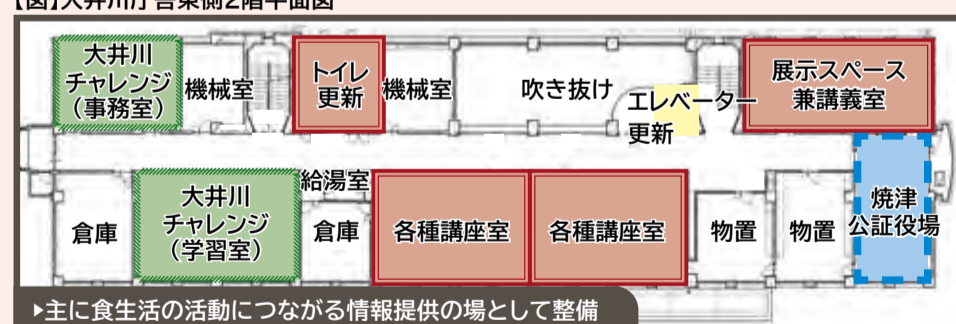 【図】大井川庁舎東側2階平面図
大井川
チャレンジ
（事務室）
機械室
トイレ
更新
機械室
吹き抜け
エレベーター
更新
展示スペース
兼講義室
倉庫
大井川
チャレンジ
（学習室）
給湯室
倉庫
各種講座室
各種講座室
物置
物置
焼津
公証役場
▶主に食生活の活動につながる情報提供の場として整備